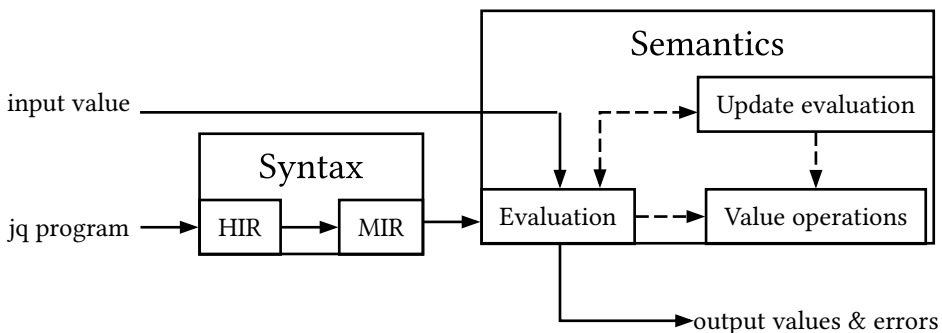 Semantics
input value
Update evaluation
Syntax
jq program
HIR
MIR
Evaluation
Value operations
output values & errors